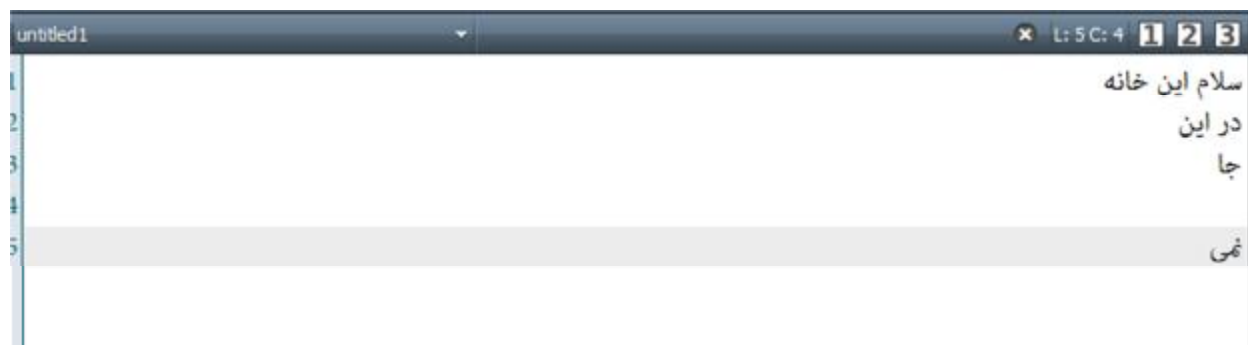 untitled1 L: 5 C: 4 1 2 3
1 سلام این خانه
2 در این
3 جا
4
5 نمی